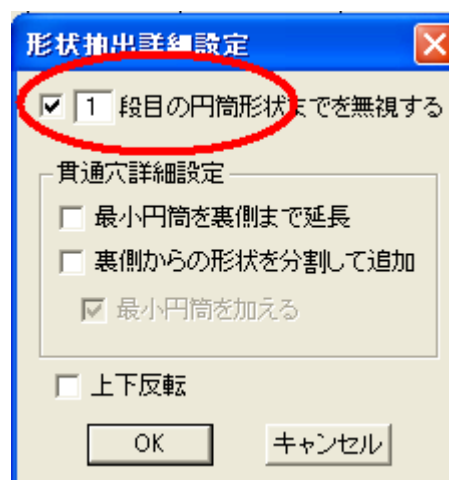 形状抽出詳細設定
1 段目の円筒形状までを無視する
貫通穴詳細設定
最小円筒を裏側まで延長
裏側からの形状を分割して追加
最小円筒を加える
上下反転
OK キャンセル